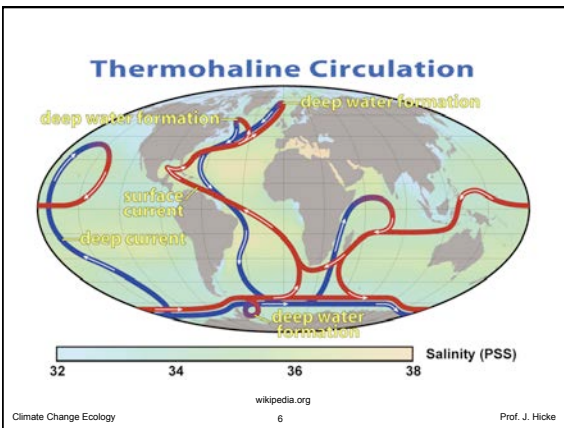 Thermohaline Circulation
deep water formation
deep water formation
surface
current
deep current
deep water
formation
Salinity (PSS)
32 34 36 38
wikipedia.org
Climate Change Ecology 6 Prof. J. Hicke